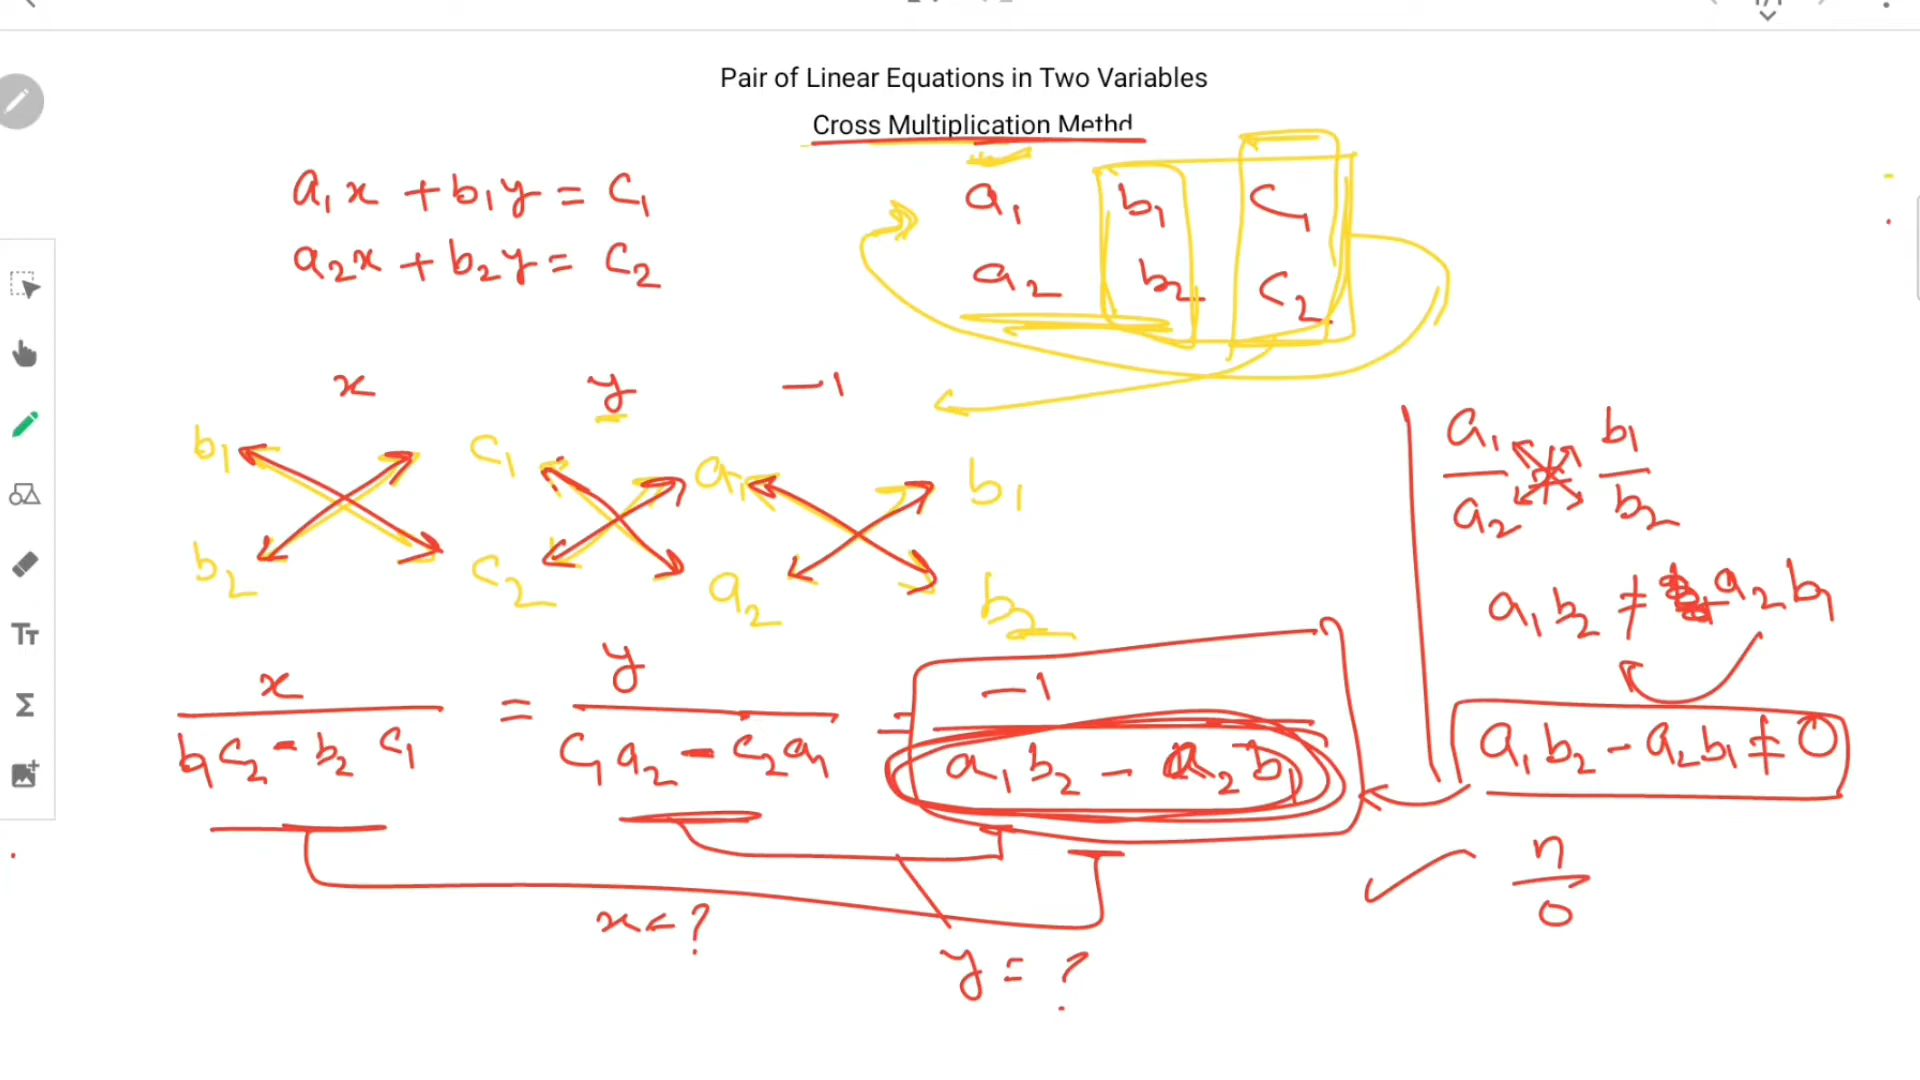 Pair of Linear Equations in Two Variables
Cross Multiplication Methd
a₁x + b₁y = c₁
a₂x + b₂y = c₂
a₁ b₁ c₁
a₂ b₂ c₂
x y -1
b₁ c₁ a₁ b₁
b₂ c₂ a₂ b₂
x = y = -1
b₁c₂ - b₂c₁ c₁a₂ - c₂a₁ a₁b₂ - a₂b₁
x = ?
y = ?
a₁ b₁
a₂ b₂
a₁b₂ ≠ a₂b₁
a₁b₂ - a₂b₁ ≠ 0
n
0
Tт
Σ